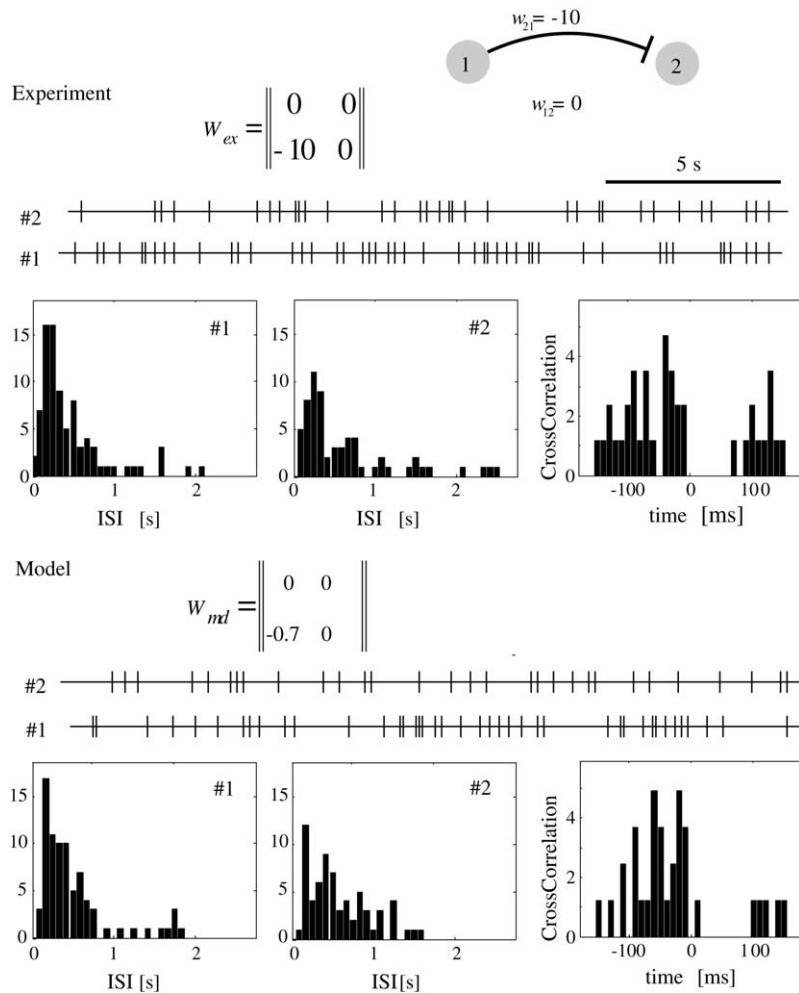 w21= -10
1
2
Experiment
w12= 0
Wex = 0 0
- 10 0
5 s
#2
#1
#1
15
10
5
0
0 1 2
ISI [s]
#2
15
10
5
0
0 1 2
ISI [s]
CrossCorrelation
4
2
0
-100 0 100
time [ms]
Model
Wmd = 0 0
-0.7 0
#2
#1
#1
15
10
5
0
0 1 2
ISI [s]
#2
15
10
5
0
0 1 2
ISI[s]
CrossCorrelation
4
2
0
-100 0 100
time [ms]